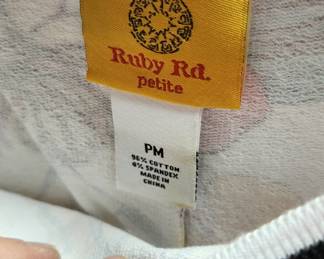 Ruby Rd.
petite
PM
96% COTTON
4% SPANDEX
MADE IN
CHINA